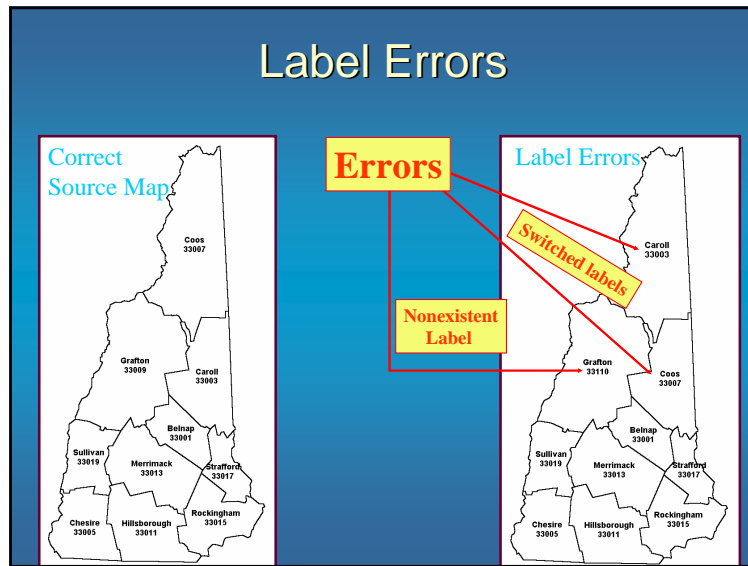 Label Errors
Correct
Source Map
Coos
33007
Grafton
33009
Caroll
33003
Belnap
33001
Sullivan
33019
Merrimack
33013
Strafford
33017
Rockingham
33015
Chesire
33005
Hillsborough
33011
Errors
Switched labels
Nonexistent
Label
Label Errors
Caroll
33003
Grafton
33110
Coos
33007
Belnap
33001
Sullivan
33019
Merrimack
33013
Strafford
33017
Rockingham
33015
Chesire
33005
Hillsborough
33011